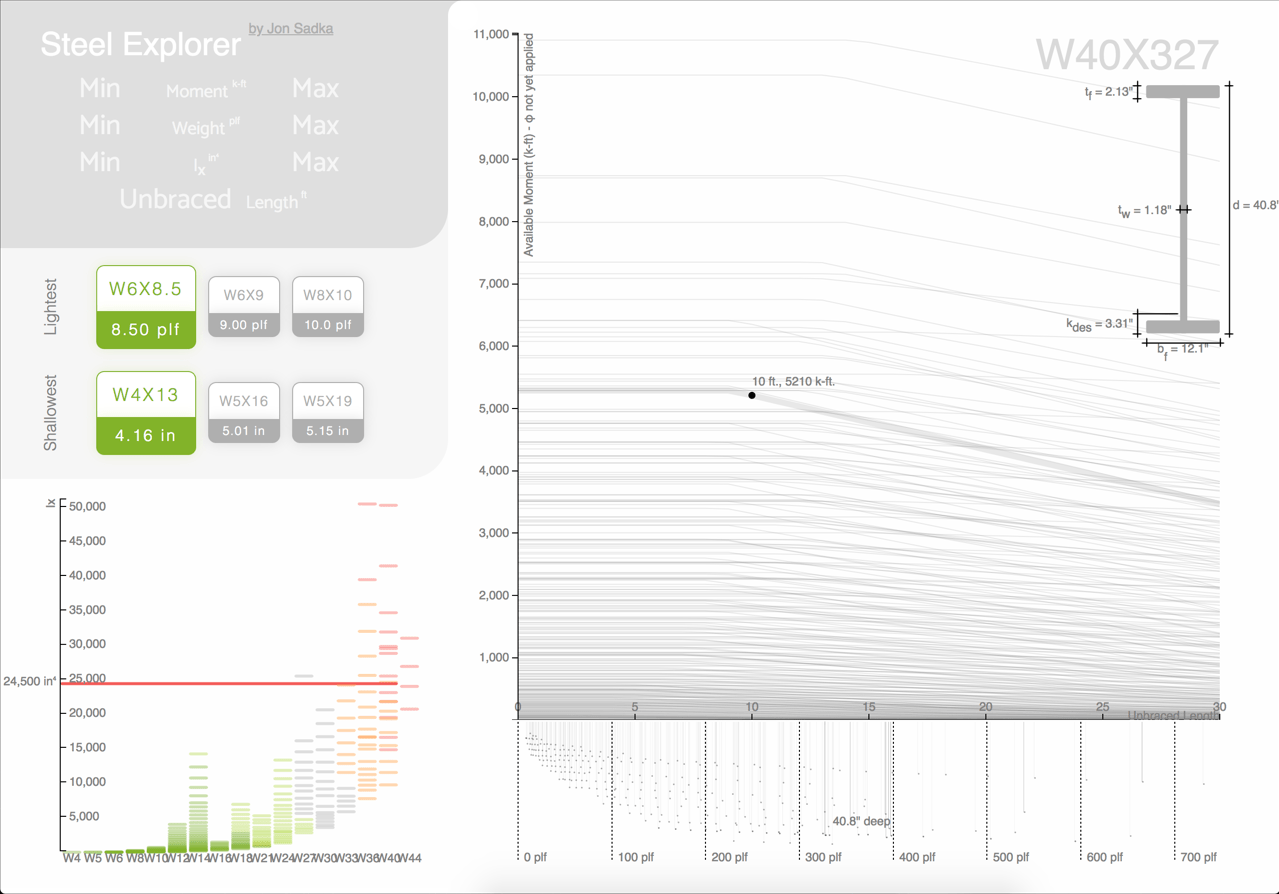 Steel Explorer by Jon Sadka
Min Moment k-ft Max
Min Weight plf Max
Min Ix in⁴ Max
Unbraced Length ft
Lightest
W6X8.5
8.50 plf
W6X9
9.00 plf
W8X10
10.0 plf
Shallowest
W4X13
4.16 in
W5X16
5.01 in
W5X19
5.15 in
Ix
50,000
45,000
40,000
35,000
30,000
25,000
24,500 in⁴
20,000
15,000
10,000
5,000
W4 W5 W6 W8 W10 W12 W14 W16 W18 W21 W24 W27 W30 W33 W36 W40 W44
Available Moment (k-ft) - Φ not yet applied
11,000
10,000
9,000
8,000
7,000
6,000
5,000
4,000
3,000
2,000
1,000
W40X327
tf = 2.13"
tw = 1.18"
d = 40.8"
kdes = 3.31"
bf = 12.1"
10 ft., 5210 k-ft.
0 5 10 15 20 25 30
Unbraced Length
40.8" deep
0 plf 100 plf 200 plf 300 plf 400 plf 500 plf 600 plf 700 plf